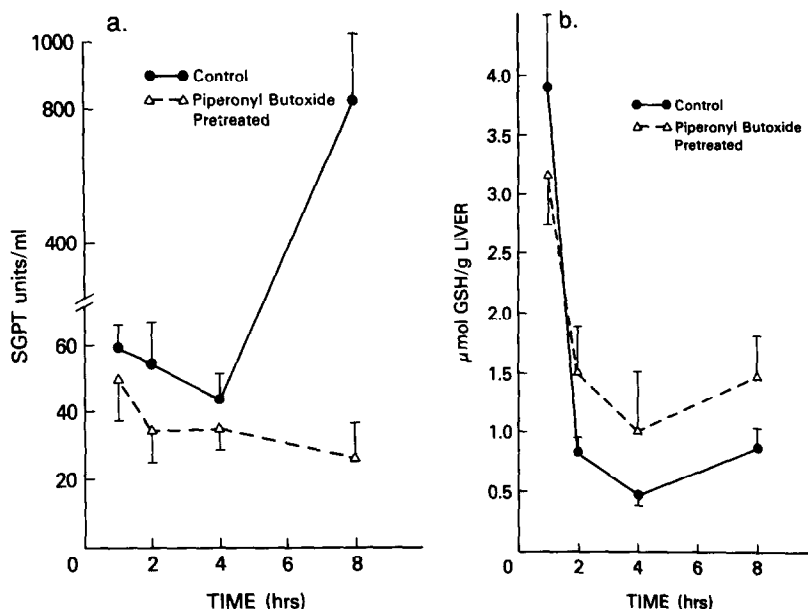 a.
1000
800
400
60
40
20
0
2
4
6
8
SGPT units/ml
TIME (hrs)
Control
Piperonyl Butoxide
Pretreated
b.
4.0
3.5
3.0
2.5
2.0
1.5
1.0
0.5
0
2
4
6
8
μmol GSH/g LIVER
TIME (hrs)
Control
Piperonyl Butoxide
Pretreated